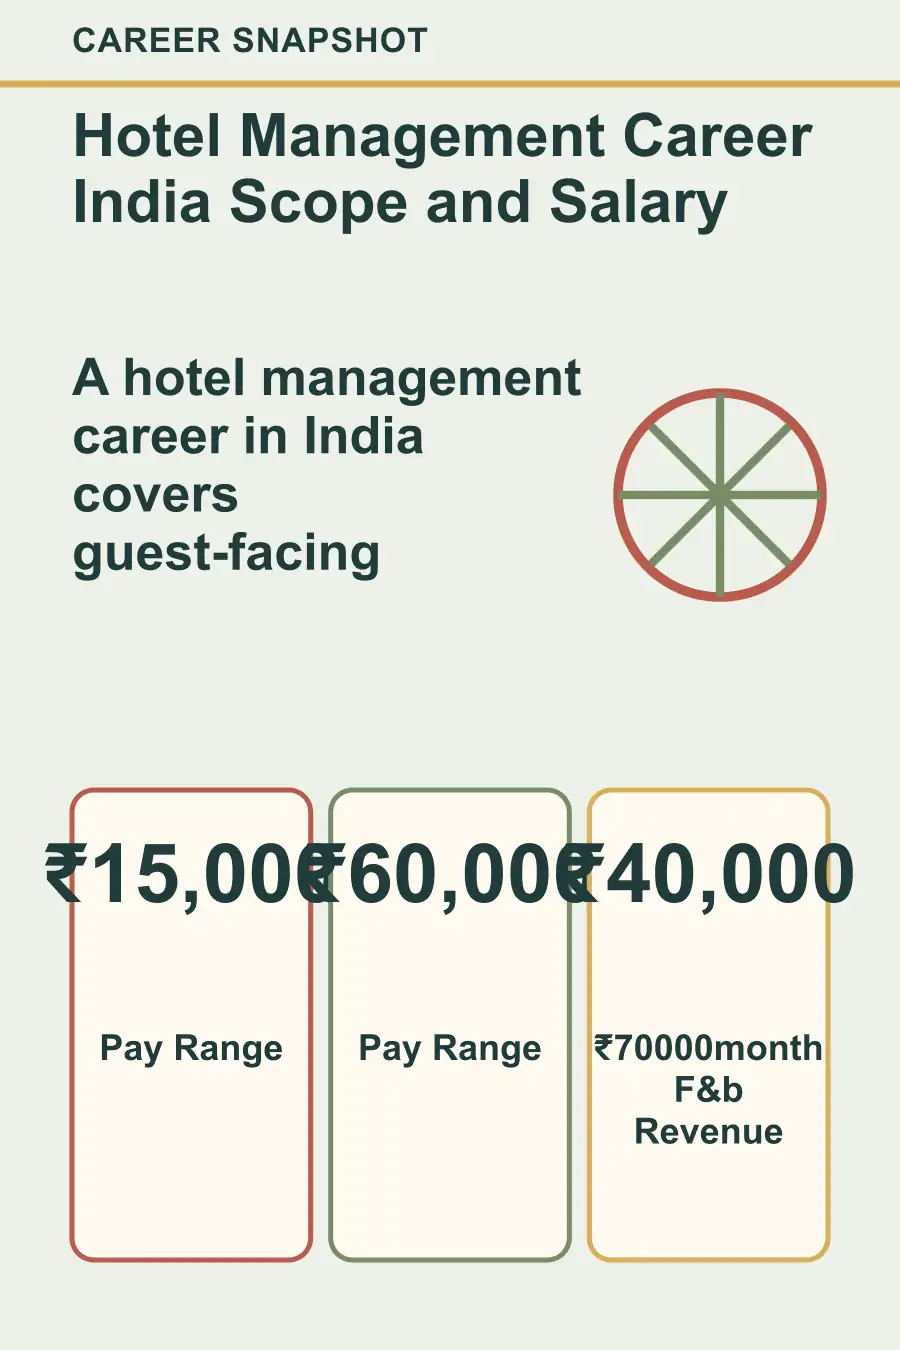 CAREER SNAPSHOT
Hotel Management Career
India Scope and Salary
A hotel management
career in India
covers
guest-facing
₹15,000
₹60,000
₹40,000
Pay Range
Pay Range
₹70000month
F&b
Revenue